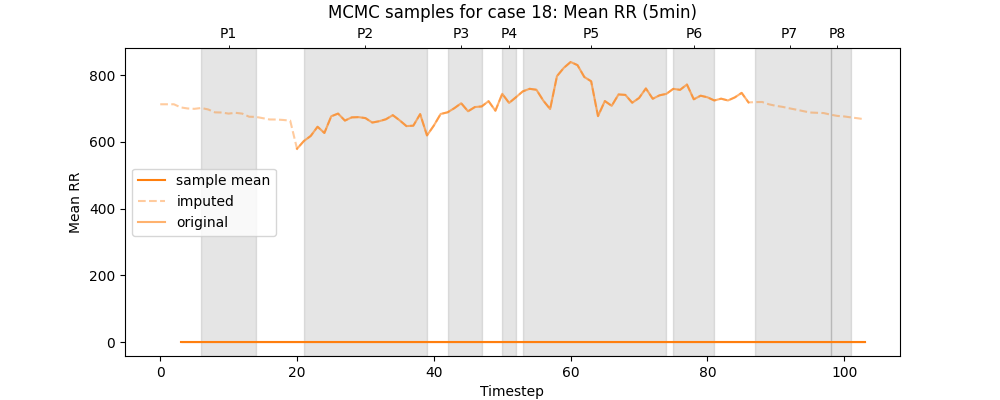 MCMC samples for case 18: Mean RR (5min)
P1 P2 P3 P4 P5 P6 P7 P8
800
600
400
200
0
Mean RR
sample mean
imputed
original
0 20 40 60 80 100
Timestep